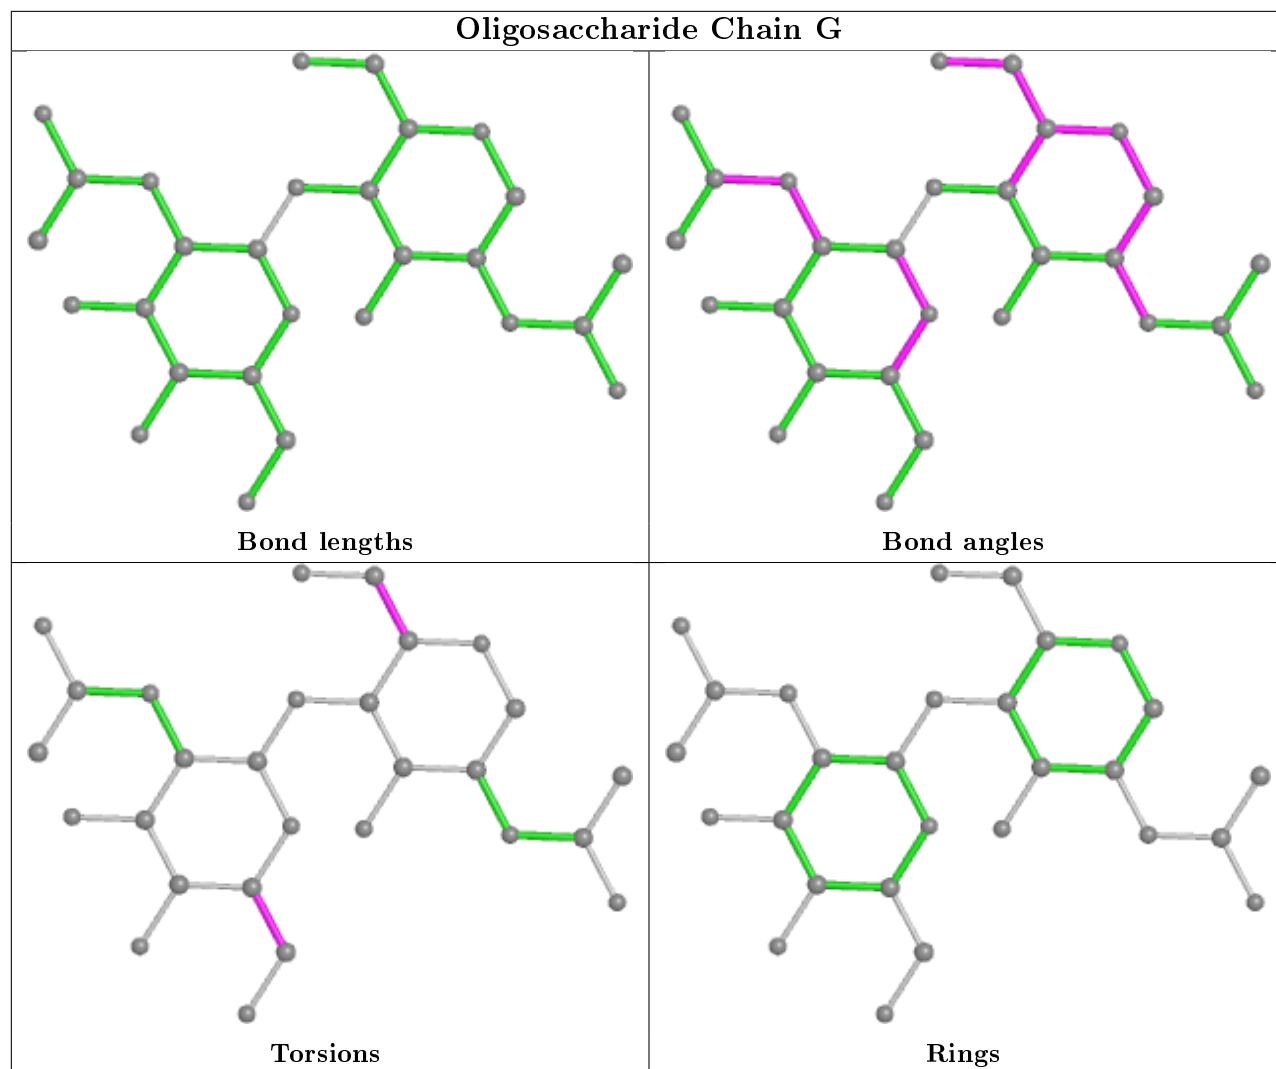 Oligosaccharide Chain G
Bond lengths
Bond angles
Torsions
Rings